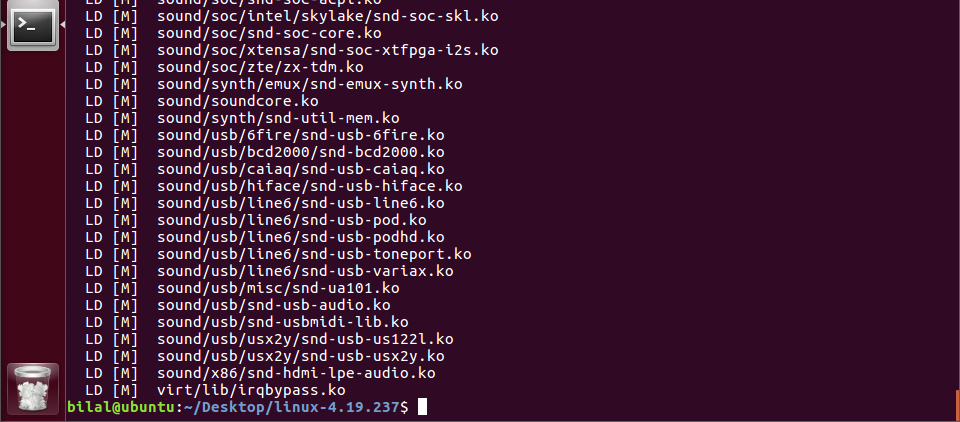 LD [M]  sound/soc/snd-soc-acpi.ko
LD [M]  sound/soc/intel/skylake/snd-soc-skl.ko
LD [M]  sound/soc/snd-soc-core.ko
LD [M]  sound/soc/xtensa/snd-soc-xtfpga-i2s.ko
LD [M]  sound/soc/zte/zx-tdm.ko
LD [M]  sound/synth/emux/snd-emux-synth.ko
LD [M]  sound/soundcore.ko
LD [M]  sound/synth/snd-util-mem.ko
LD [M]  sound/usb/6fire/snd-usb-6fire.ko
LD [M]  sound/usb/bcd2000/snd-bcd2000.ko
LD [M]  sound/usb/caiaq/snd-usb-caiaq.ko
LD [M]  sound/usb/hiface/snd-usb-hiface.ko
LD [M]  sound/usb/line6/snd-usb-line6.ko
LD [M]  sound/usb/line6/snd-usb-pod.ko
LD [M]  sound/usb/line6/snd-usb-podhd.ko
LD [M]  sound/usb/line6/snd-usb-toneport.ko
LD [M]  sound/usb/line6/snd-usb-variax.ko
LD [M]  sound/usb/misc/snd-ua101.ko
LD [M]  sound/usb/snd-usb-audio.ko
LD [M]  sound/usb/snd-usbmidi-lib.ko
LD [M]  sound/usb/usx2y/snd-usb-us122l.ko
LD [M]  sound/usb/usx2y/snd-usb-usx2y.ko
LD [M]  sound/x86/snd-hdmi-lpe-audio.ko
LD [M]  virt/lib/irqbypass.ko
bilal@ubuntu:~/Desktop/linux-4.19.237$